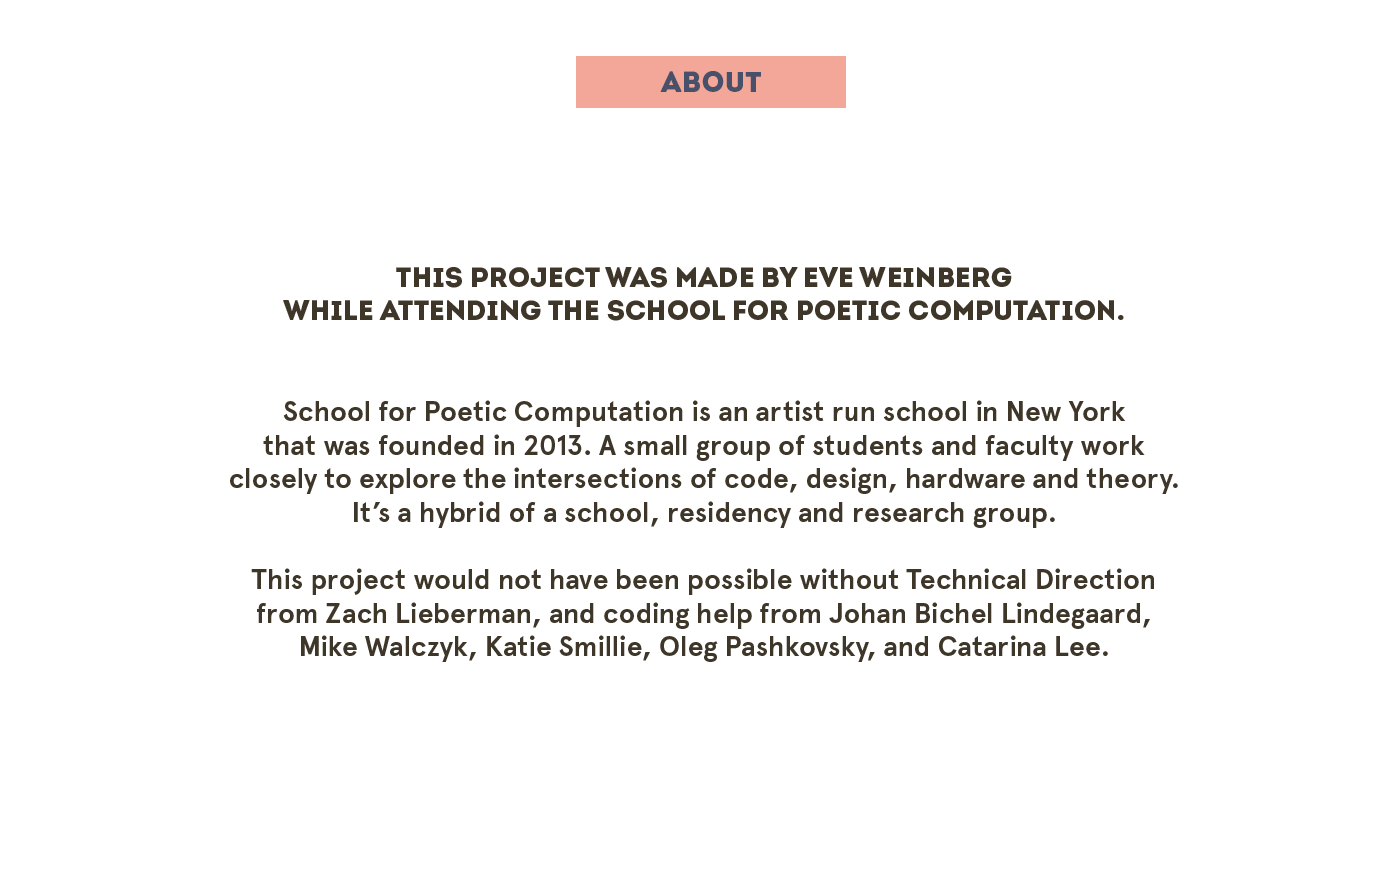 ABOUT
THIS PROJECT WAS MADE BY EVE WEINBERG
WHILE ATTENDING THE SCHOOL FOR POETIC COMPUTATION.
School for Poetic Computation is an artist run school in New York
that was founded in 2013. A small group of students and faculty work
closely to explore the intersections of code, design, hardware and theory.
It’s a hybrid of a school, residency and research group.
This project would not have been possible without Technical Direction
from Zach Lieberman, and coding help from Johan Bichel Lindegaard,
Mike Walczyk, Katie Smillie, Oleg Pashkovsky, and Catarina Lee.